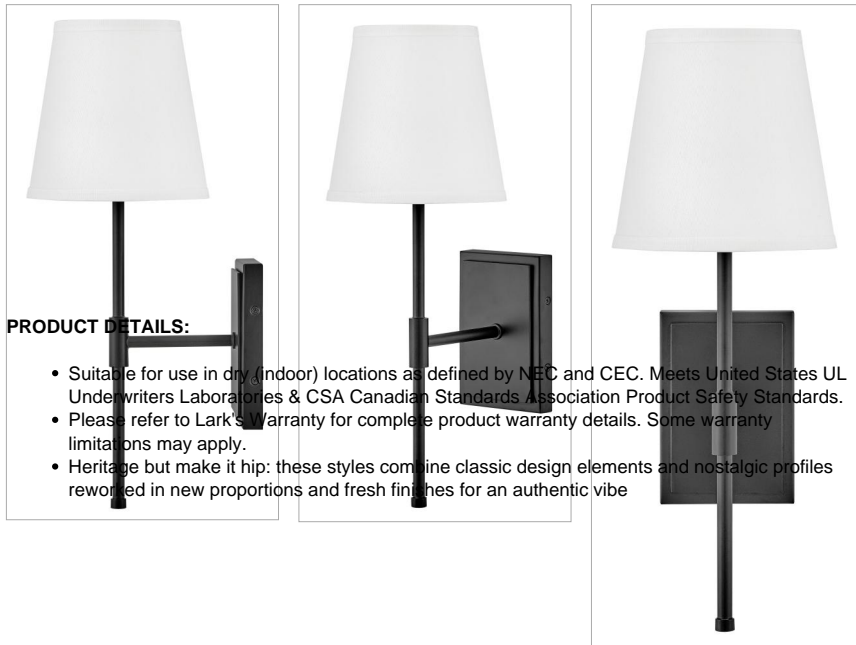 PRODUCT DETAILS:
• Suitable for use in dry (indoor) locations as defined by NEC and CEC. Meets United States UL
Underwriters Laboratories & CSA Canadian Standards Association Product Safety Standards.
• Please refer to Lark's Warranty for complete product warranty details. Some warranty
limitations may apply.
• Heritage but make it hip: these styles combine classic design elements and nostalgic profiles
reworked in new proportions and fresh finishes for an authentic vibe